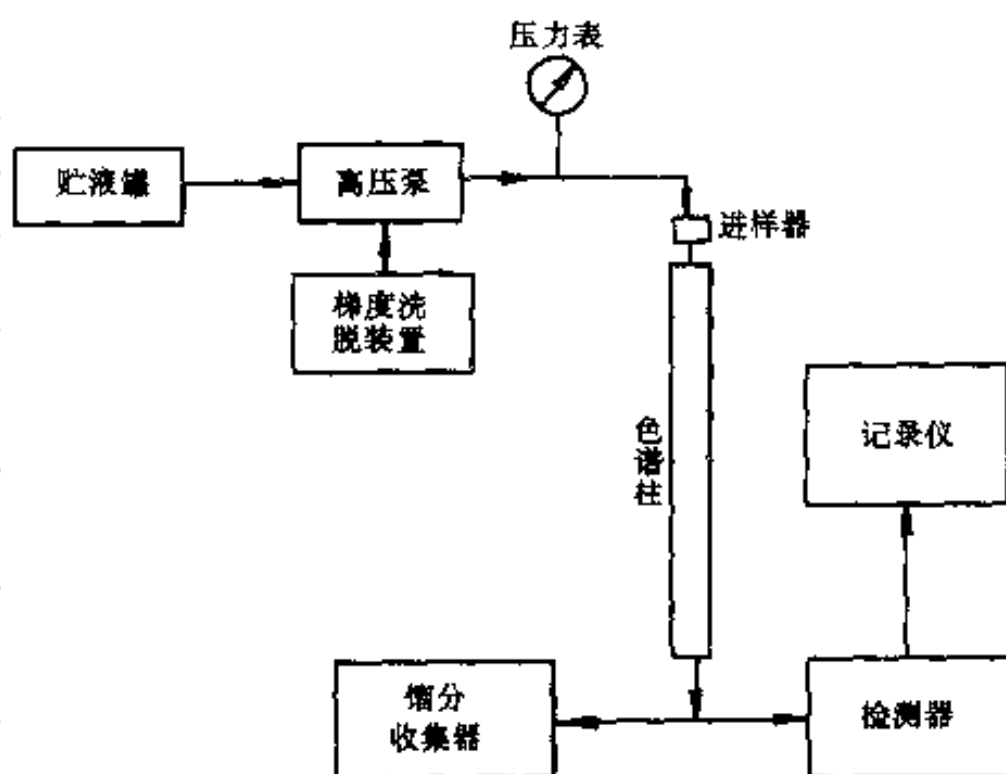 压力表
贮液罐
高压泵
进样器
梯度洗
脱装置
色谱柱
记录仪
馏分
收集器
检测器